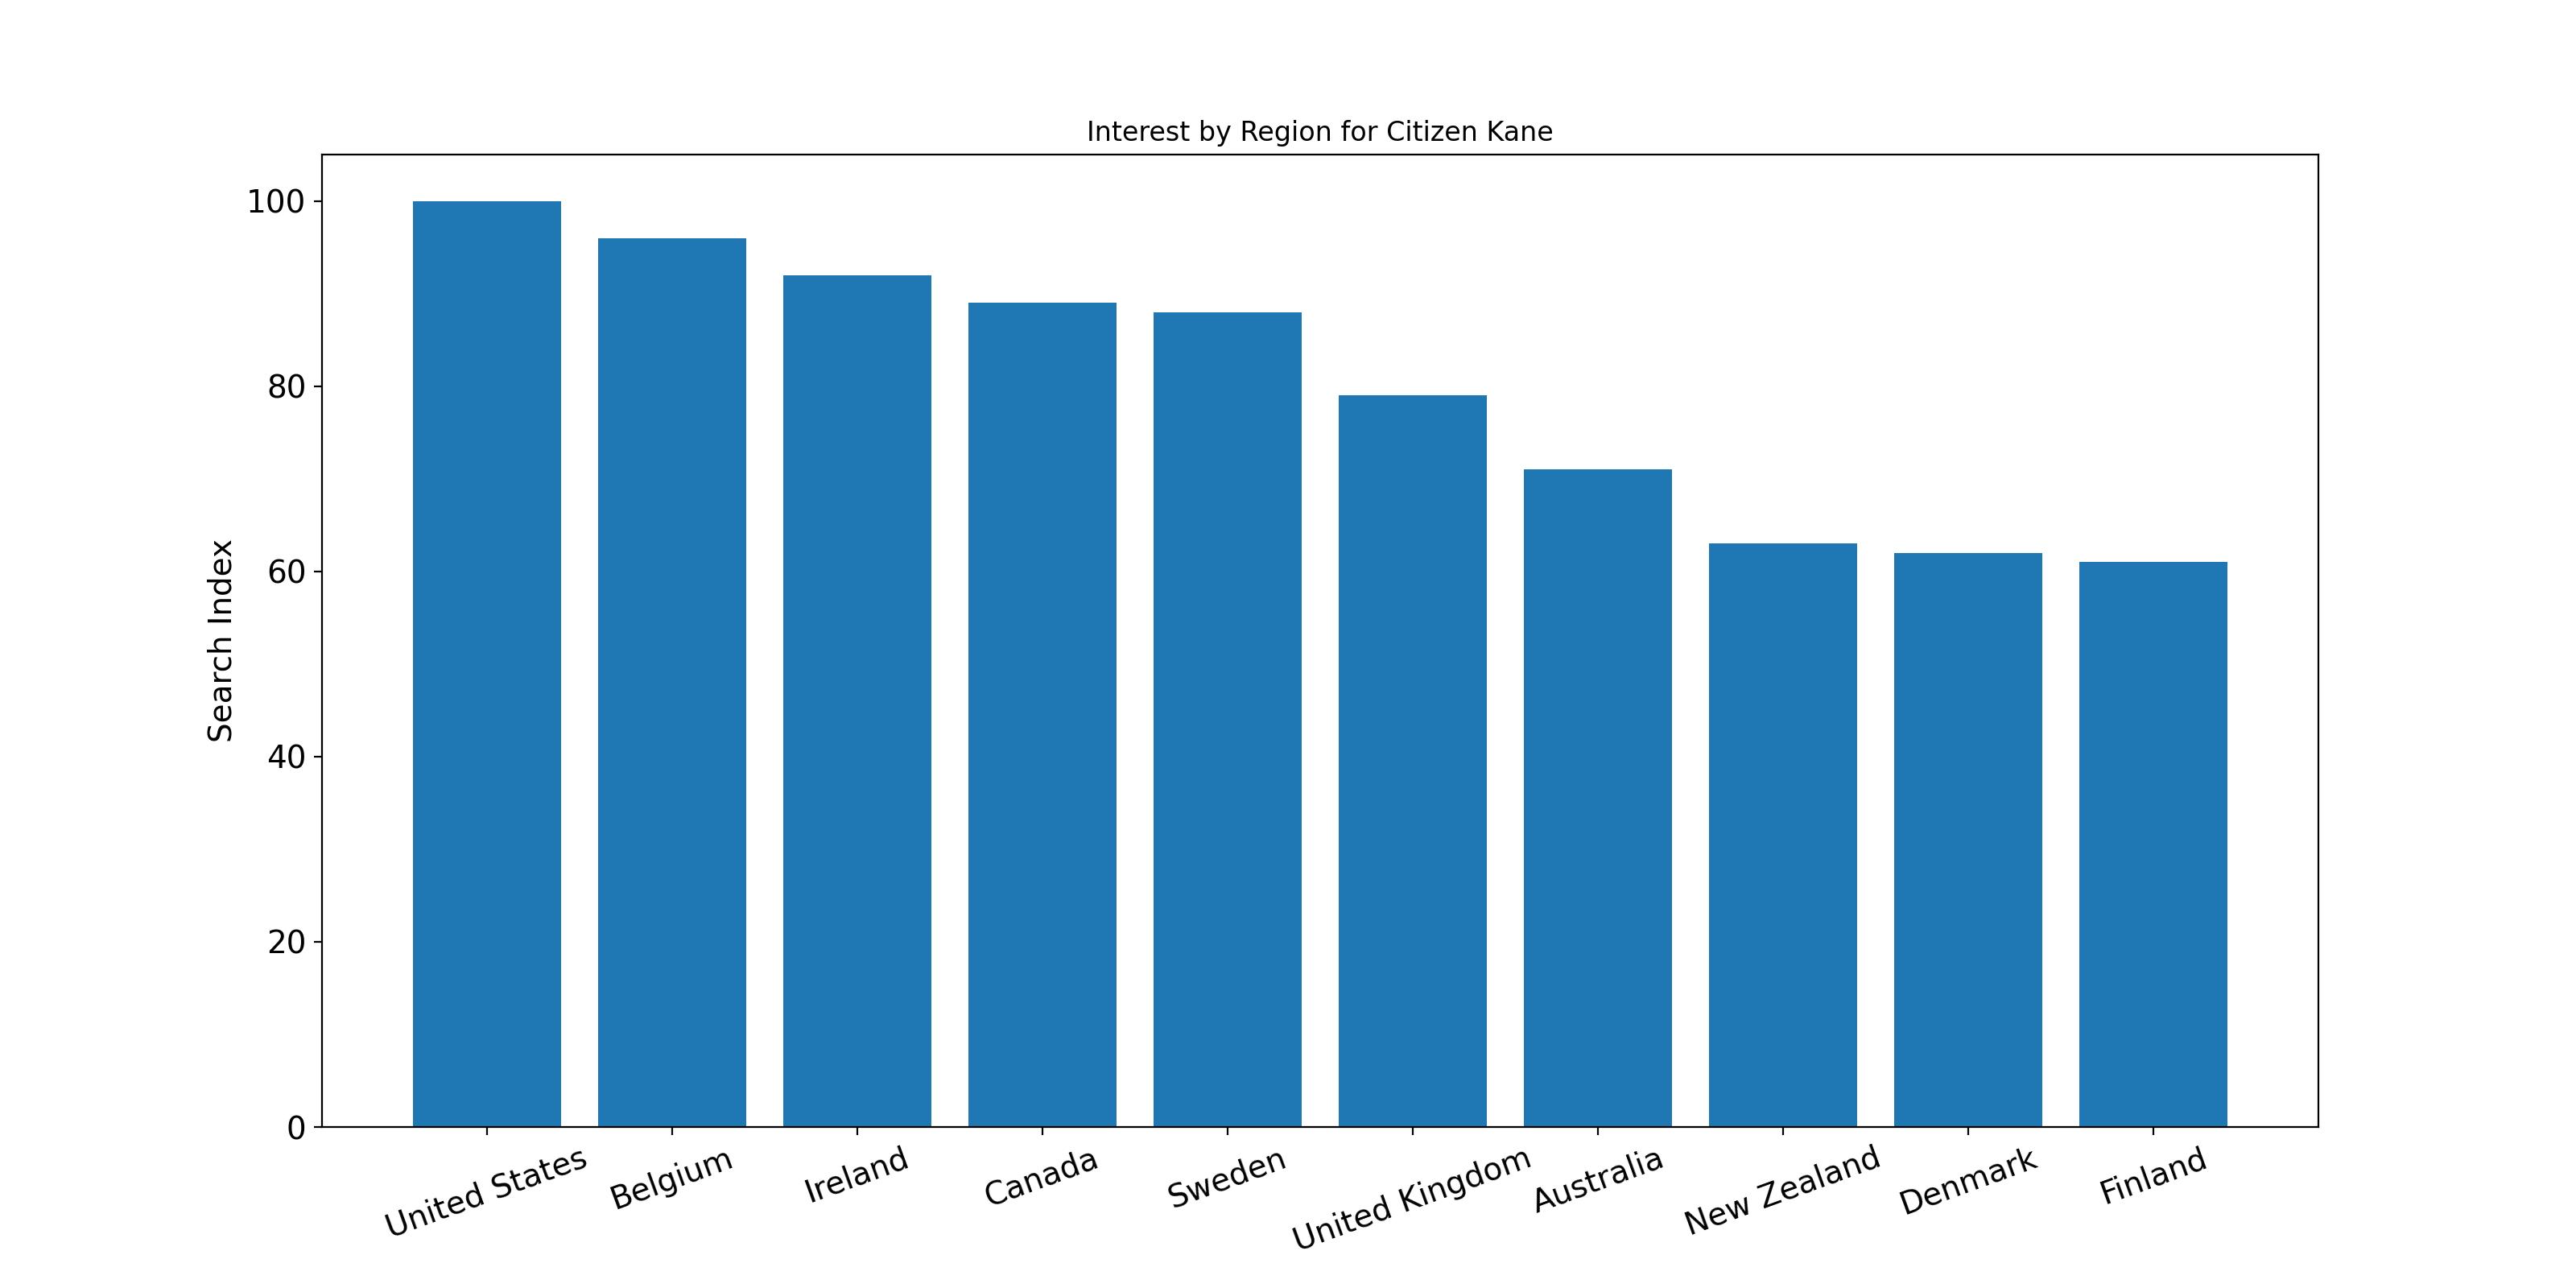 Interest by Region for Citizen Kane
100
80
60
40
20
0
Search Index
United States
Belgium
Ireland
Canada
Sweden
United Kingdom
Australia
New Zealand
Denmark
Finland